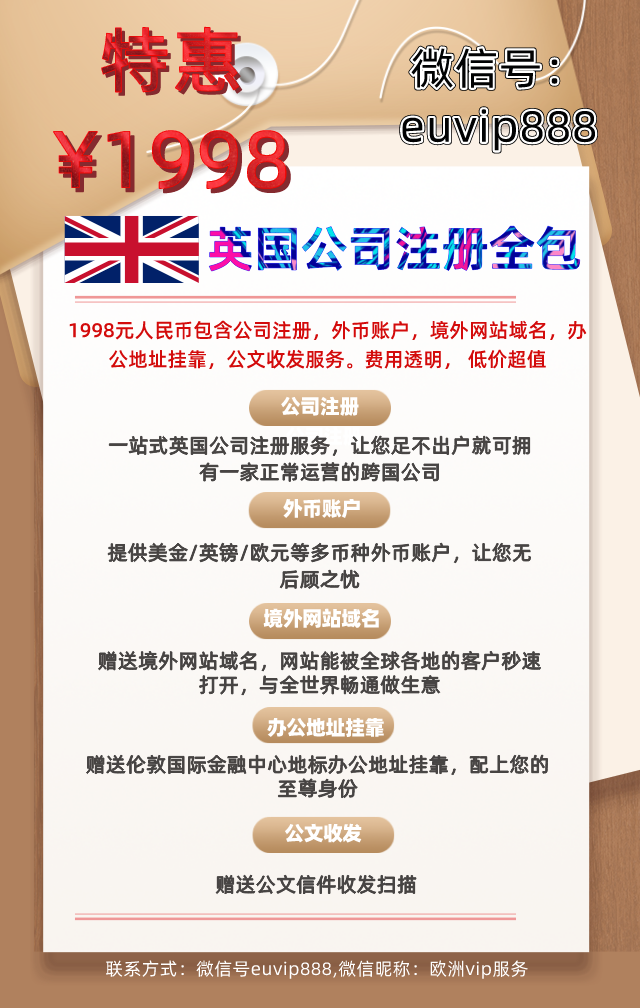 特惠
¥1998
微信号：
euvip888
英国公司注册全包
1998元人民币包含公司注册，外币账户，境外网站域名，办
公地址挂靠，公文收发服务。费用透明， 低价超值
公司注册
一站式英国公司注册服务，让您足不出户就可拥
有一家正常运营的跨国公司
外币账户
提供美金/英镑/欧元等多币种外币账户，让您无
后顾之忧
境外网站域名
赠送境外网站域名，网站能被全球各地的客户秒速
打开，与全世界畅通做生意
办公地址挂靠
赠送伦敦国际金融中心地标办公地址挂靠，配上您的
至尊身份
公文收发
赠送公文信件收发扫描
联系方式：微信号euvip888,微信昵称：欧洲vip服务